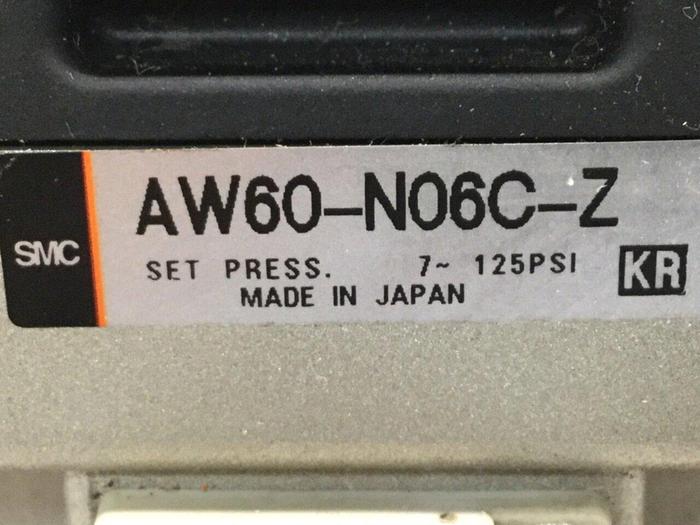 AW60-N06C-Z
SMC
SET PRESS. 7~ 125PSI KR
MADE IN JAPAN